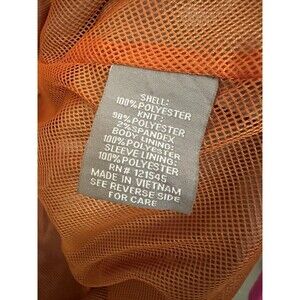 SHELL:
100% POLYESTER
KNIT:
98% POLYESTER
2% SPANDEX
BODY LINING:
100% POLYESTER
SLEEVE LINING:
100% POLYESTER
RN# 121545
MADE IN VIETNAM
SEE REVERSE SIDE
FOR CARE